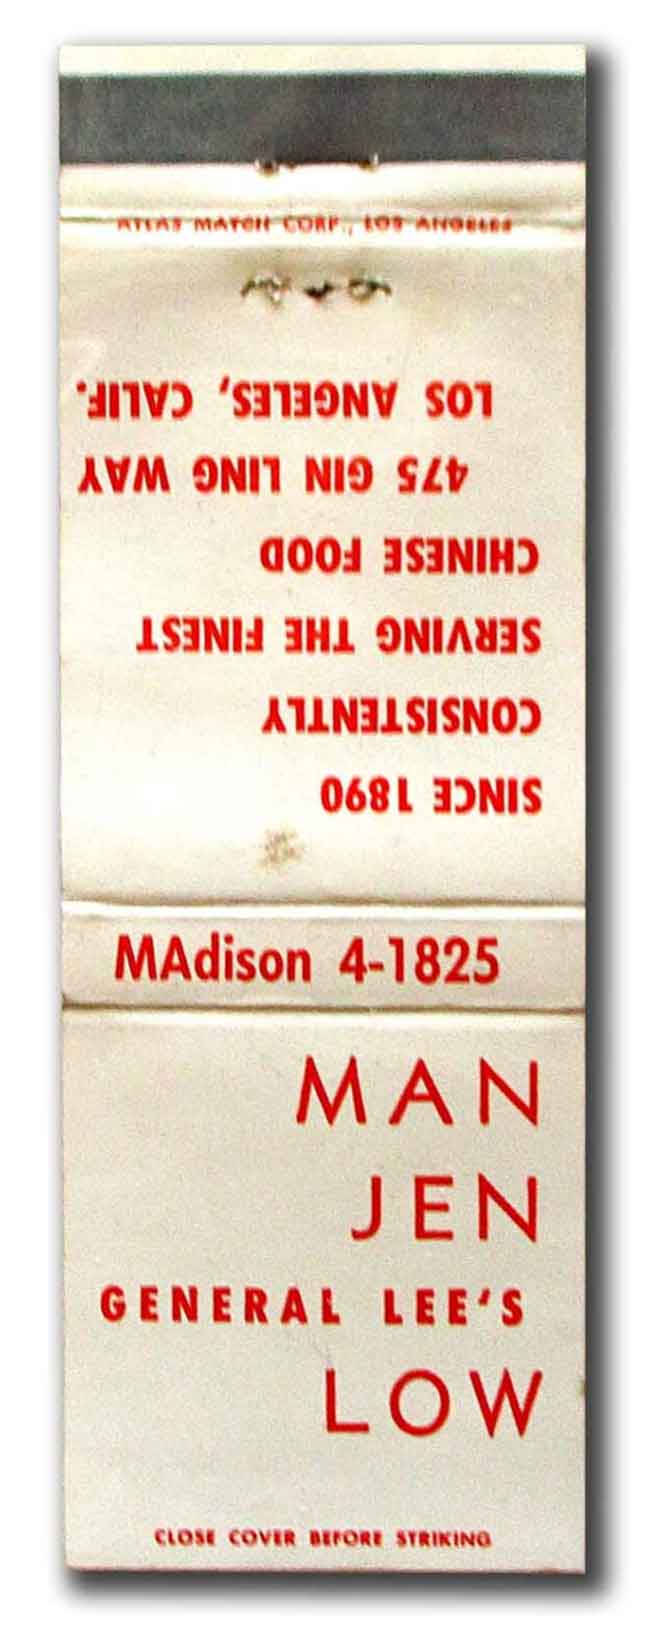 ATLAS MATCH CORP., LOS ANGELES
SINCE 1890
CONSISTENTLY
SERVING THE FINEST
CHINESE FOOD
475 GIN LING WAY
LOS ANGELES, CALIF.
MAdison 4-1825
MAN
JEN
GENERAL LEE'S
LOW
CLOSE COVER BEFORE STRIKING